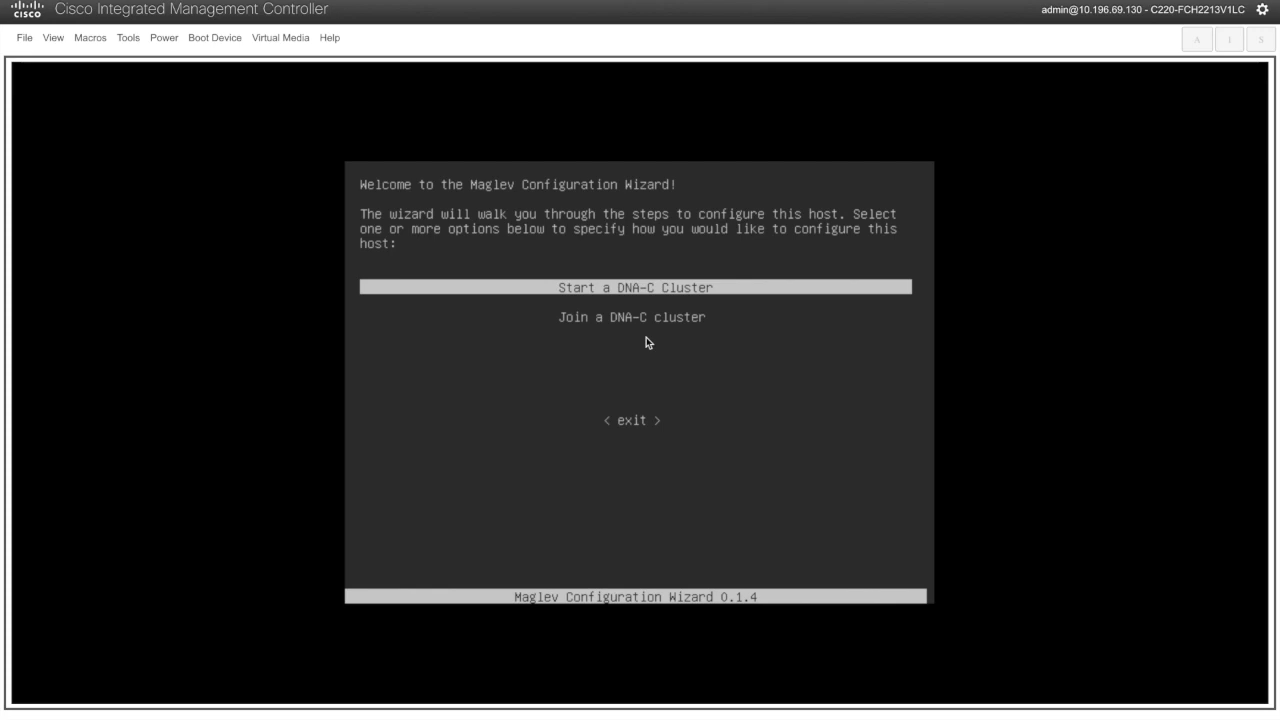 CISCO
Cisco Integrated Management Controller
admin@10.196.69.130 - C220-FCH2213V1LC
File View Macros Tools Power Boot Device Virtual Media Help
A 1 S
Welcome to the Maglev Configuration Wizard!
The wizard will walk you through the steps to configure this host. Select
one or more options below to specify how you would like to configure this
host:
Start a DNA-C Cluster
Join a DNA-C cluster
< exit >
Maglev Configuration Wizard 0.1.4